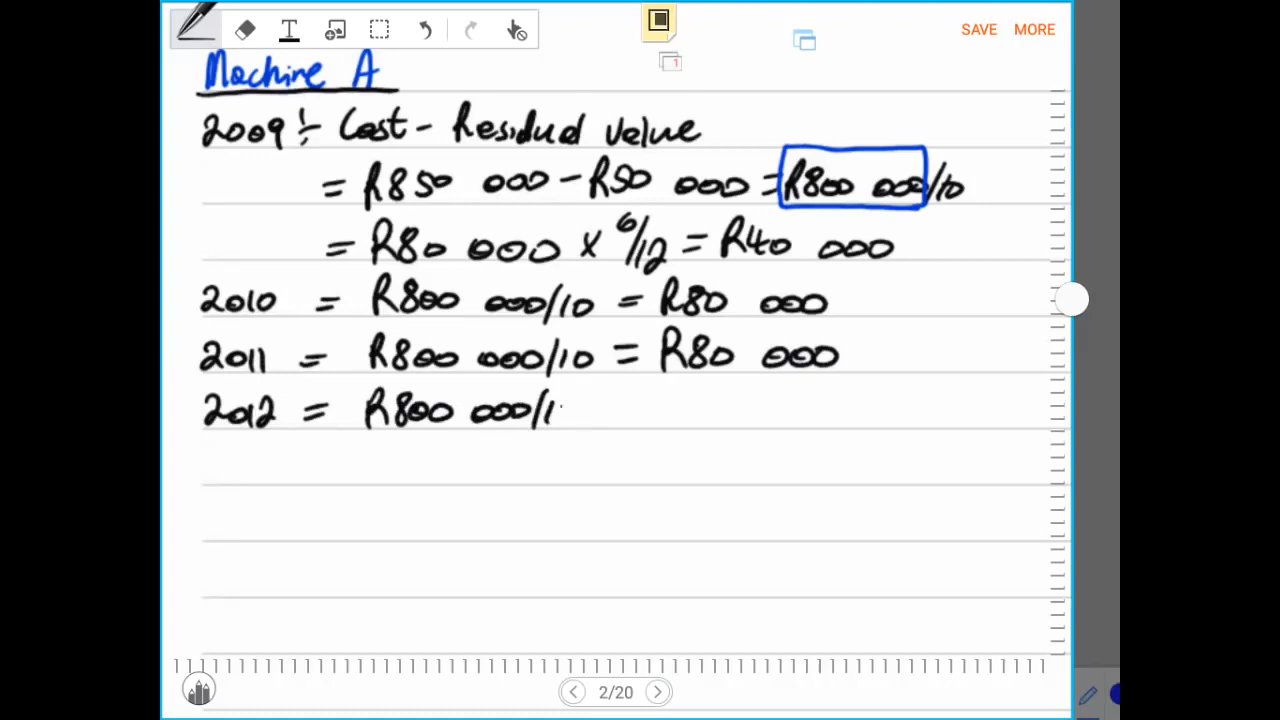 SAVE MORE
1
Machine A
2009 :- Cost - Residual value
= R850 000 - R50 000 = R800 000/10
= R80 000 x 6/12 = R40 000
2010 = R800 000/10 = R80 000
2011 = R800 000/10 = R80 000
2012 = R800 000/1
2/20